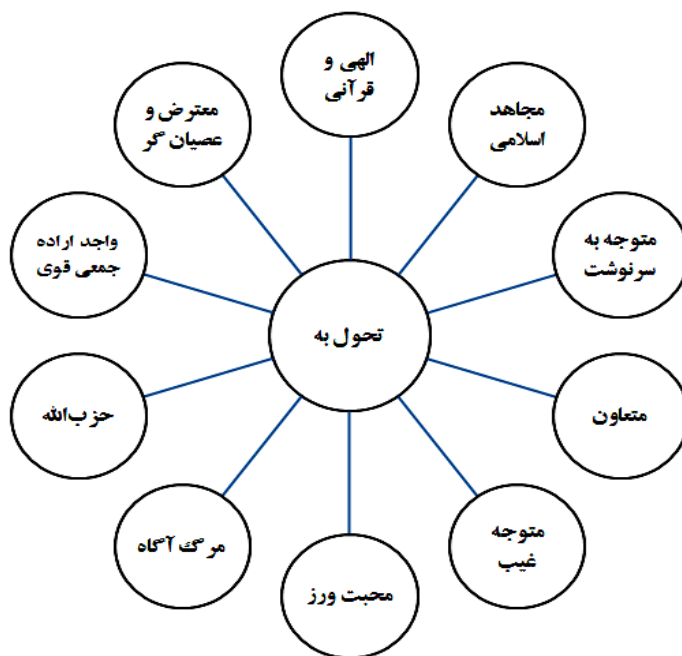 الهی و
قرآنی
مجاهد
اسلامی
متوجه به
سرنوشت
متعاون
متوجه
غیب
محبت ورز
مرگ آگاه
حزب‌الله
واجد اراده
جمعی قوی
معترض و
عصیان گر
تحول به